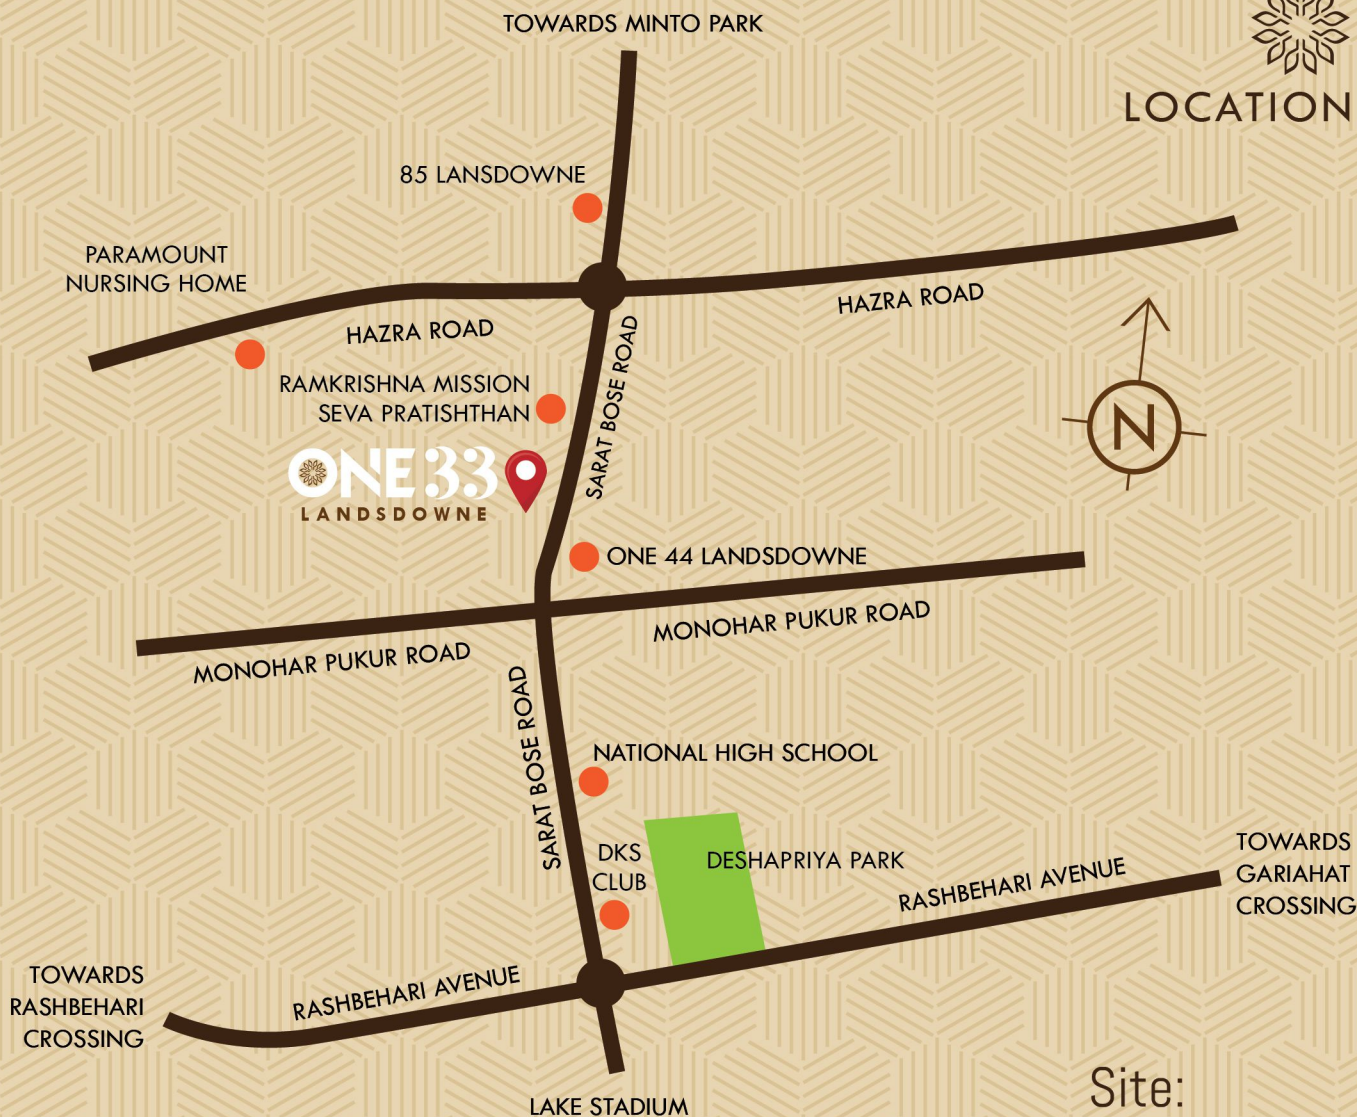 TOWARDS MINTO PARK
LOCATION
85 LANSDOWNE
PARAMOUNT
NURSING HOME
HAZRA ROAD
HAZRA ROAD
SARAT BOSE ROAD
RAMKRISHNA MISSION
SEVA PRATISHTHAN
N
ONE 33
LANDSDOWNE
ONE 44 LANDSDOWNE
MONOHAR PUKUR ROAD
MONOHAR PUKUR ROAD
SARAT BOSE ROAD
NATIONAL HIGH SCHOOL
DKS
CLUB
DESHAPRIYA PARK
RASHBEHARI AVENUE
TOWARDS
GARIAHAT
CROSSING
TOWARDS
RASHBEHARI
CROSSING
RASHBEHARI AVENUE
Site:
LAKE STADIUM